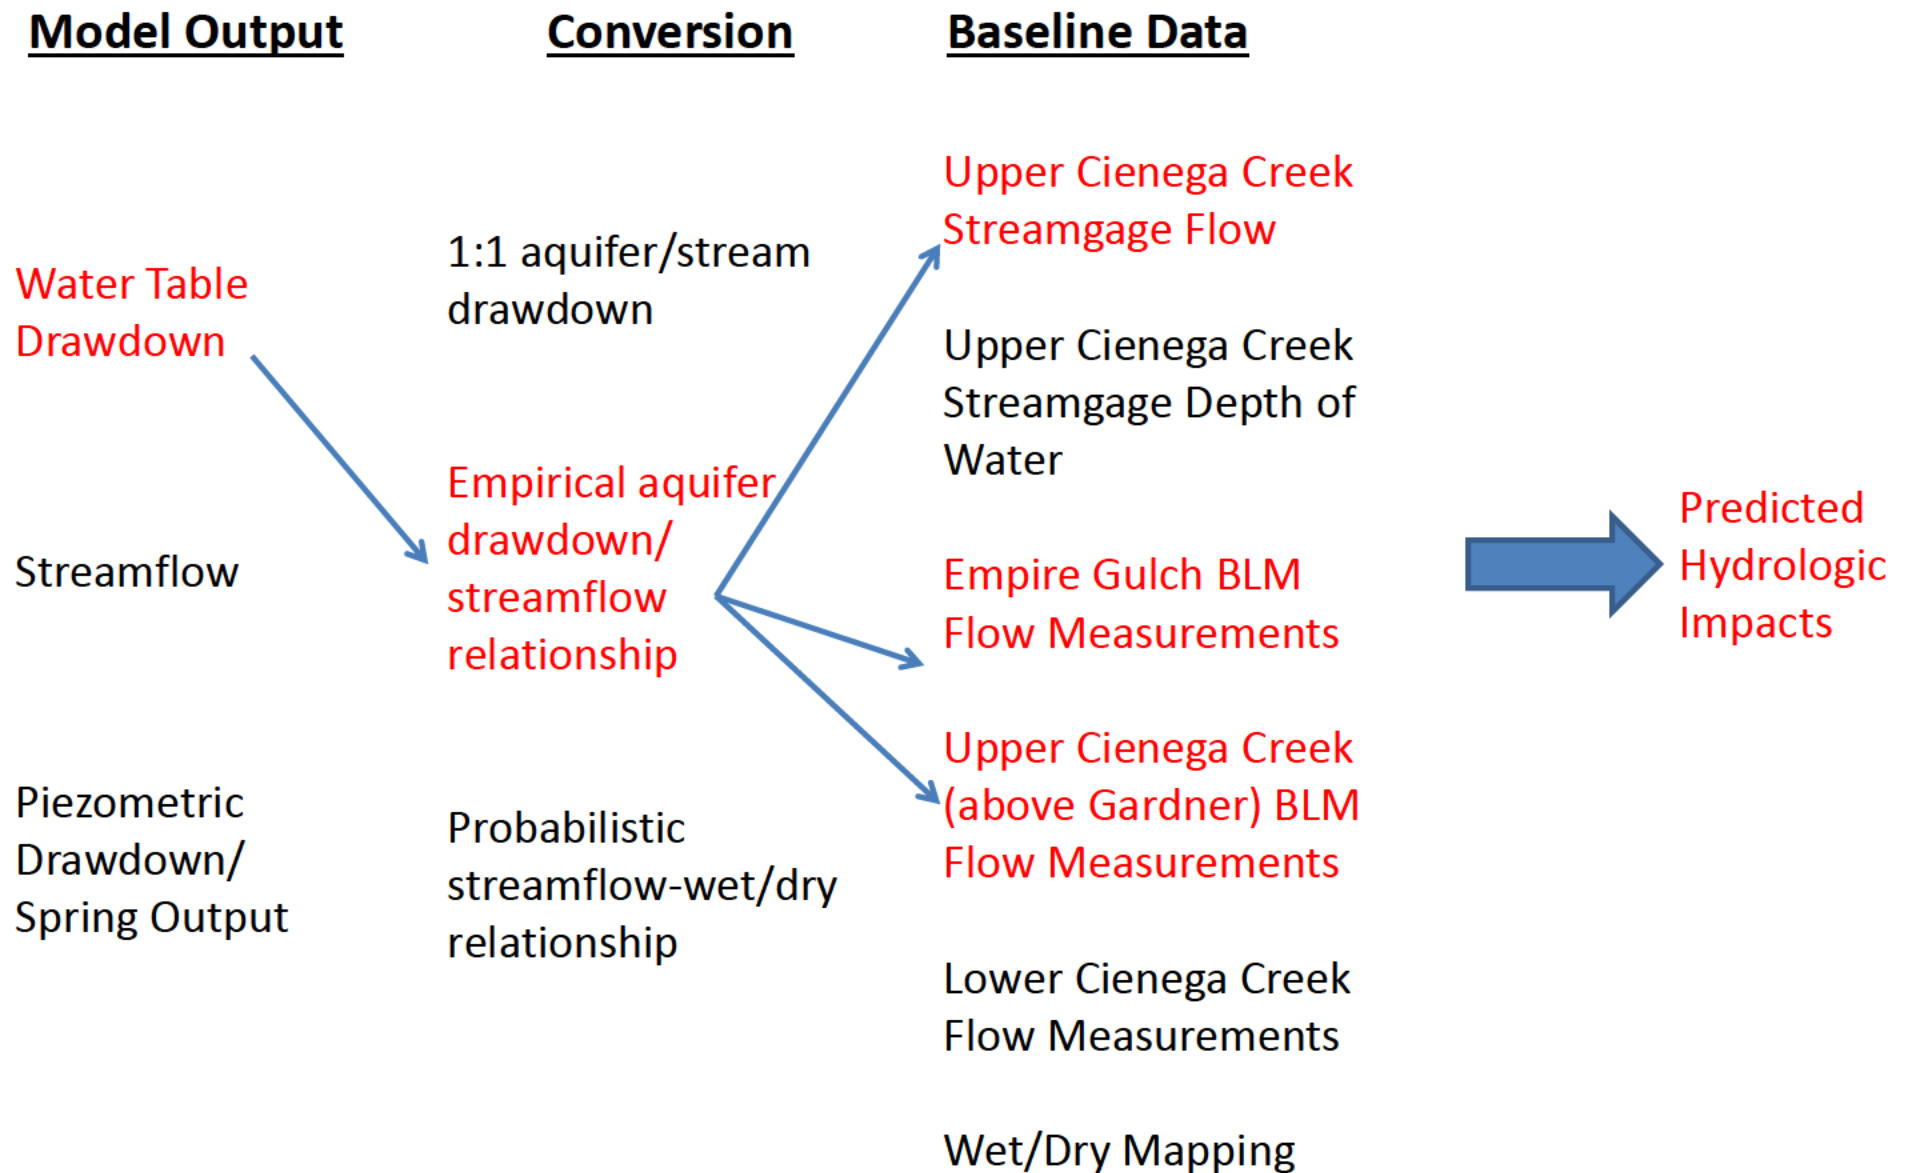 Model Output
Conversion
Baseline Data
Water Table
Drawdown
Streamflow
Piezometric
Drawdown/
Spring Output
1:1 aquifer/stream
drawdown
Empirical aquifer
drawdown/
streamflow
relationship
Probabilistic
streamflow-wet/dry
relationship
Upper Cienega Creek
Streamgage Flow
Upper Cienega Creek
Streamgage Depth of
Water
Empire Gulch BLM
Flow Measurements
Upper Cienega Creek
(above Gardner) BLM
Flow Measurements
Lower Cienega Creek
Flow Measurements
Wet/Dry Mapping
Predicted
Hydrologic
Impacts